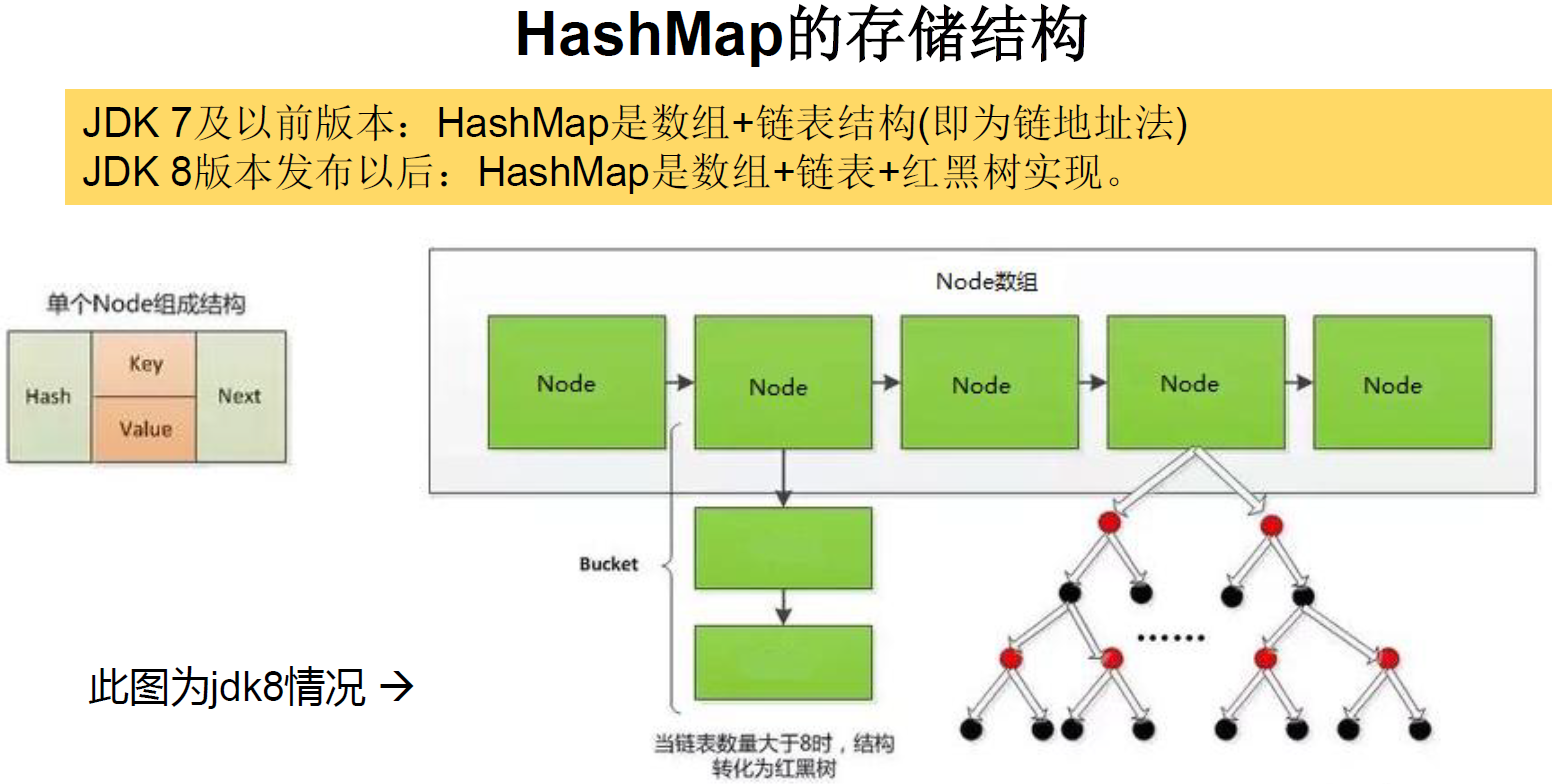 HashMap的存储结构
JDK 7及以前版本：HashMap是数组+链表结构(即为链地址法)
JDK 8版本发布以后：HashMap是数组+链表+红黑树实现。
单个Node组成结构
Hash
Key
Value
Next
Node数组
Node
Node
Node
Node
Node
Bucket
······
此图为jdk8情况 →
当链表数量大于8时，结构
转化为红黑树